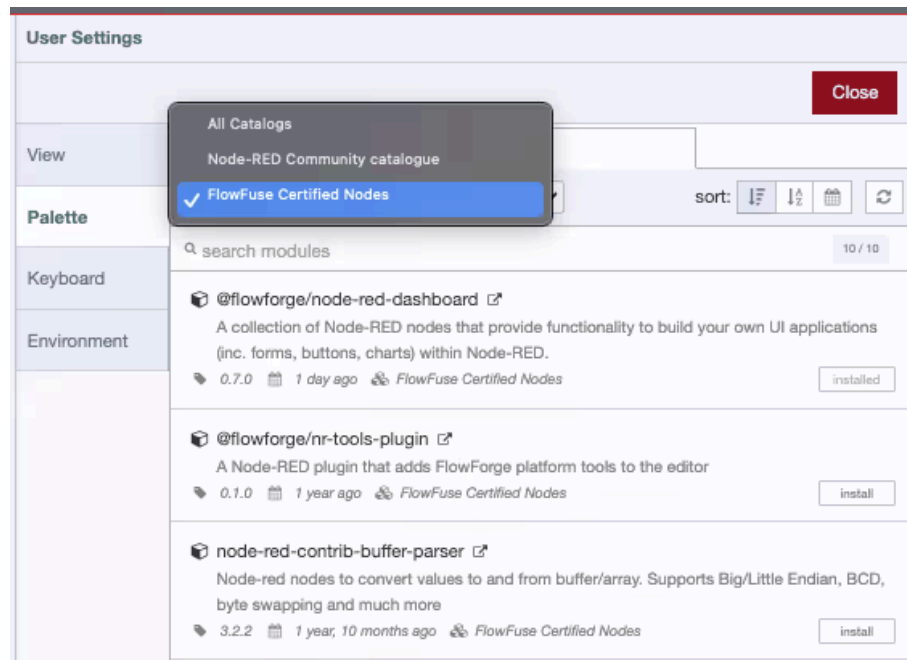 User Settings
Close
All Catalogs
Node-RED Community catalogue
FlowFuse Certified Nodes
View
Palette
Keyboard
Environment
sort:
search modules
10 / 10
@flowforge/node-red-dashboard
A collection of Node-RED nodes that provide functionality to build your own UI applications
(inc. forms, buttons, charts) within Node-RED.
0.7.0 1 day ago FlowFuse Certified Nodes
installed
@flowforge/nr-tools-plugin
A Node-RED plugin that adds FlowForge platform tools to the editor
0.1.0 1 year ago FlowFuse Certified Nodes
install
node-red-contrib-buffer-parser
Node-red nodes to convert values to and from buffer/array. Supports Big/Little Endian, BCD,
byte swapping and much more
3.2.2 1 year, 10 months ago FlowFuse Certified Nodes
install